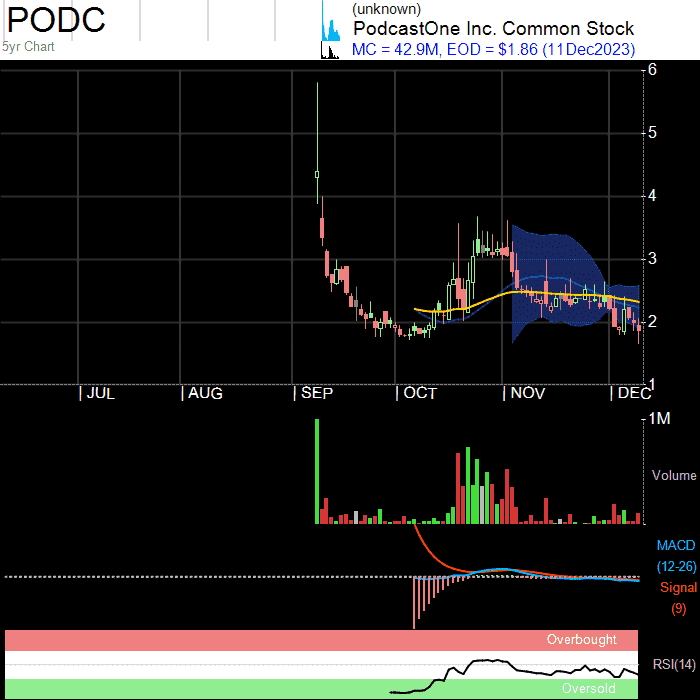 PODC
5yr Chart
(unknown)
PodcastOne Inc. Common Stock
MC = 42.9M, EOD = $1.86 (11Dec2023)
6
5
4
3
2
1
| JUL | AUG | SEP | OCT | NOV | DEC
1M
Volume
MACD
(12-26)
Signal
(9)
Overbought
RSI(14)
Oversold